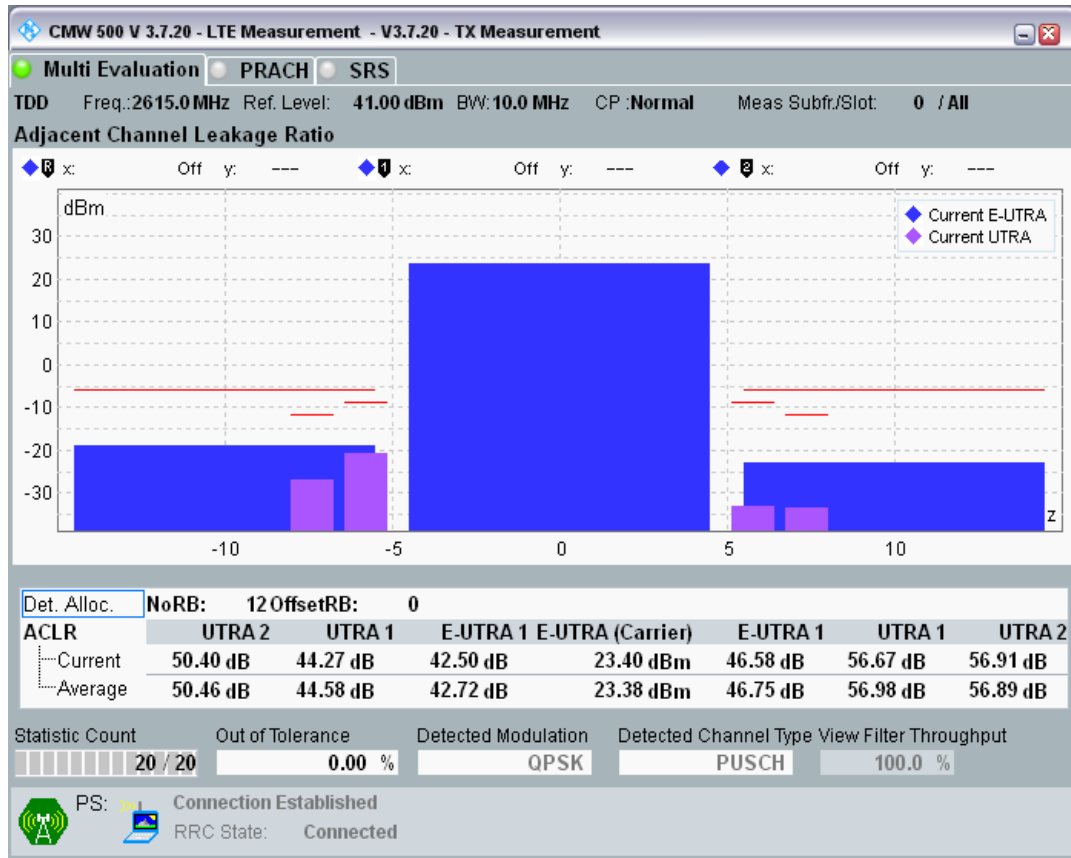 CMW 500 V 3.7.20 - LTE Measurement - V3.7.20 - TX Measurement
Multi Evaluation PRACH SRS
TDD Freq.:2615.0 MHz Ref. Level: 41.00 dBm BW:10.0 MHz CP :Normal Meas Subfr./Slot: 0 / All
Adjacent Channel Leakage Ratio
R x: Off y: --- 1 x: Off y: --- 2 x: Off y: ---
dBm
Current E-UTRA
Current UTRA
30
20
10
0
-10
-20
-30
z
-10 -5 0 5 10
Det. Alloc. NoRB: 12 OffsetRB: 0
ACLR UTRA 2 UTRA 1 E-UTRA 1 E-UTRA (Carrier) E-UTRA 1 UTRA 1 UTRA 2
Current 50.40 dB 44.27 dB 42.50 dB 23.40 dBm 46.58 dB 56.67 dB 56.91 dB
Average 50.46 dB 44.58 dB 42.72 dB 23.38 dBm 46.75 dB 56.98 dB 56.89 dB
Statistic Count Out of Tolerance Detected Modulation Detected Channel Type View Filter Throughput
20 / 20 0.00 % QPSK PUSCH 100.0 %
PS: Connection Established
RRC State: Connected